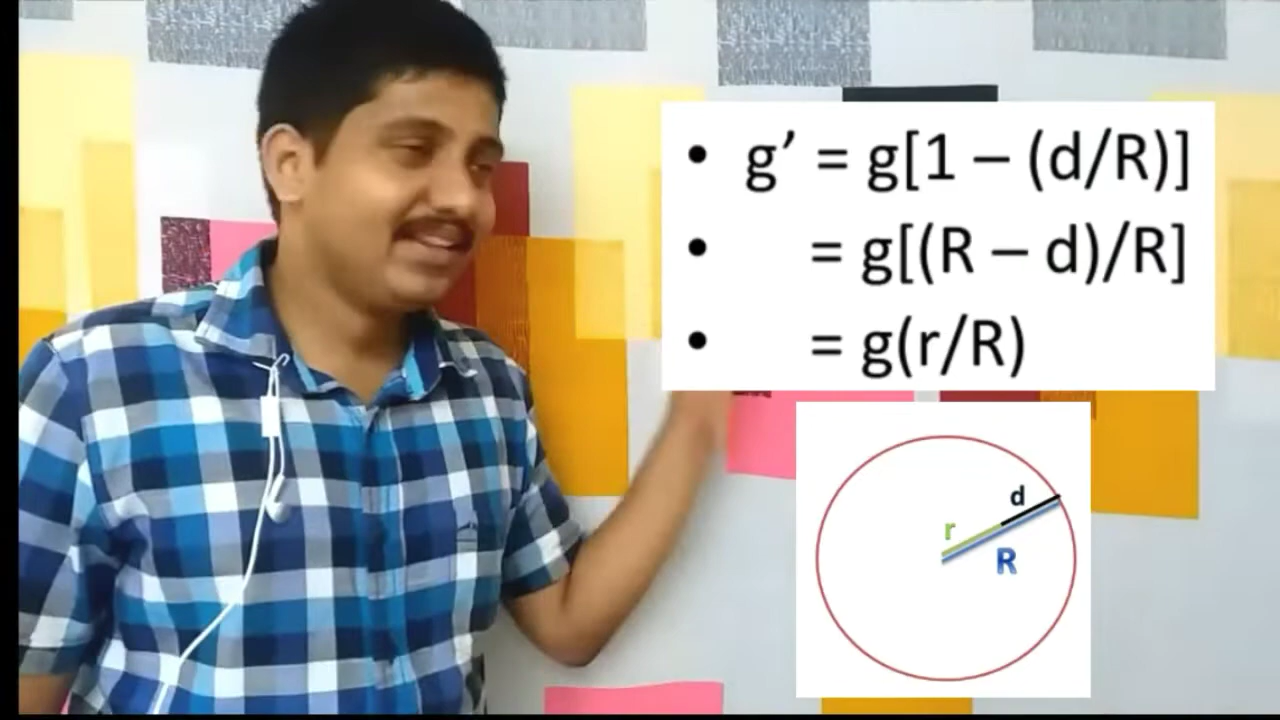 • g’ = g[1 – (d/R)]
• = g[(R – d)/R]
• = g(r/R)
d
r
R